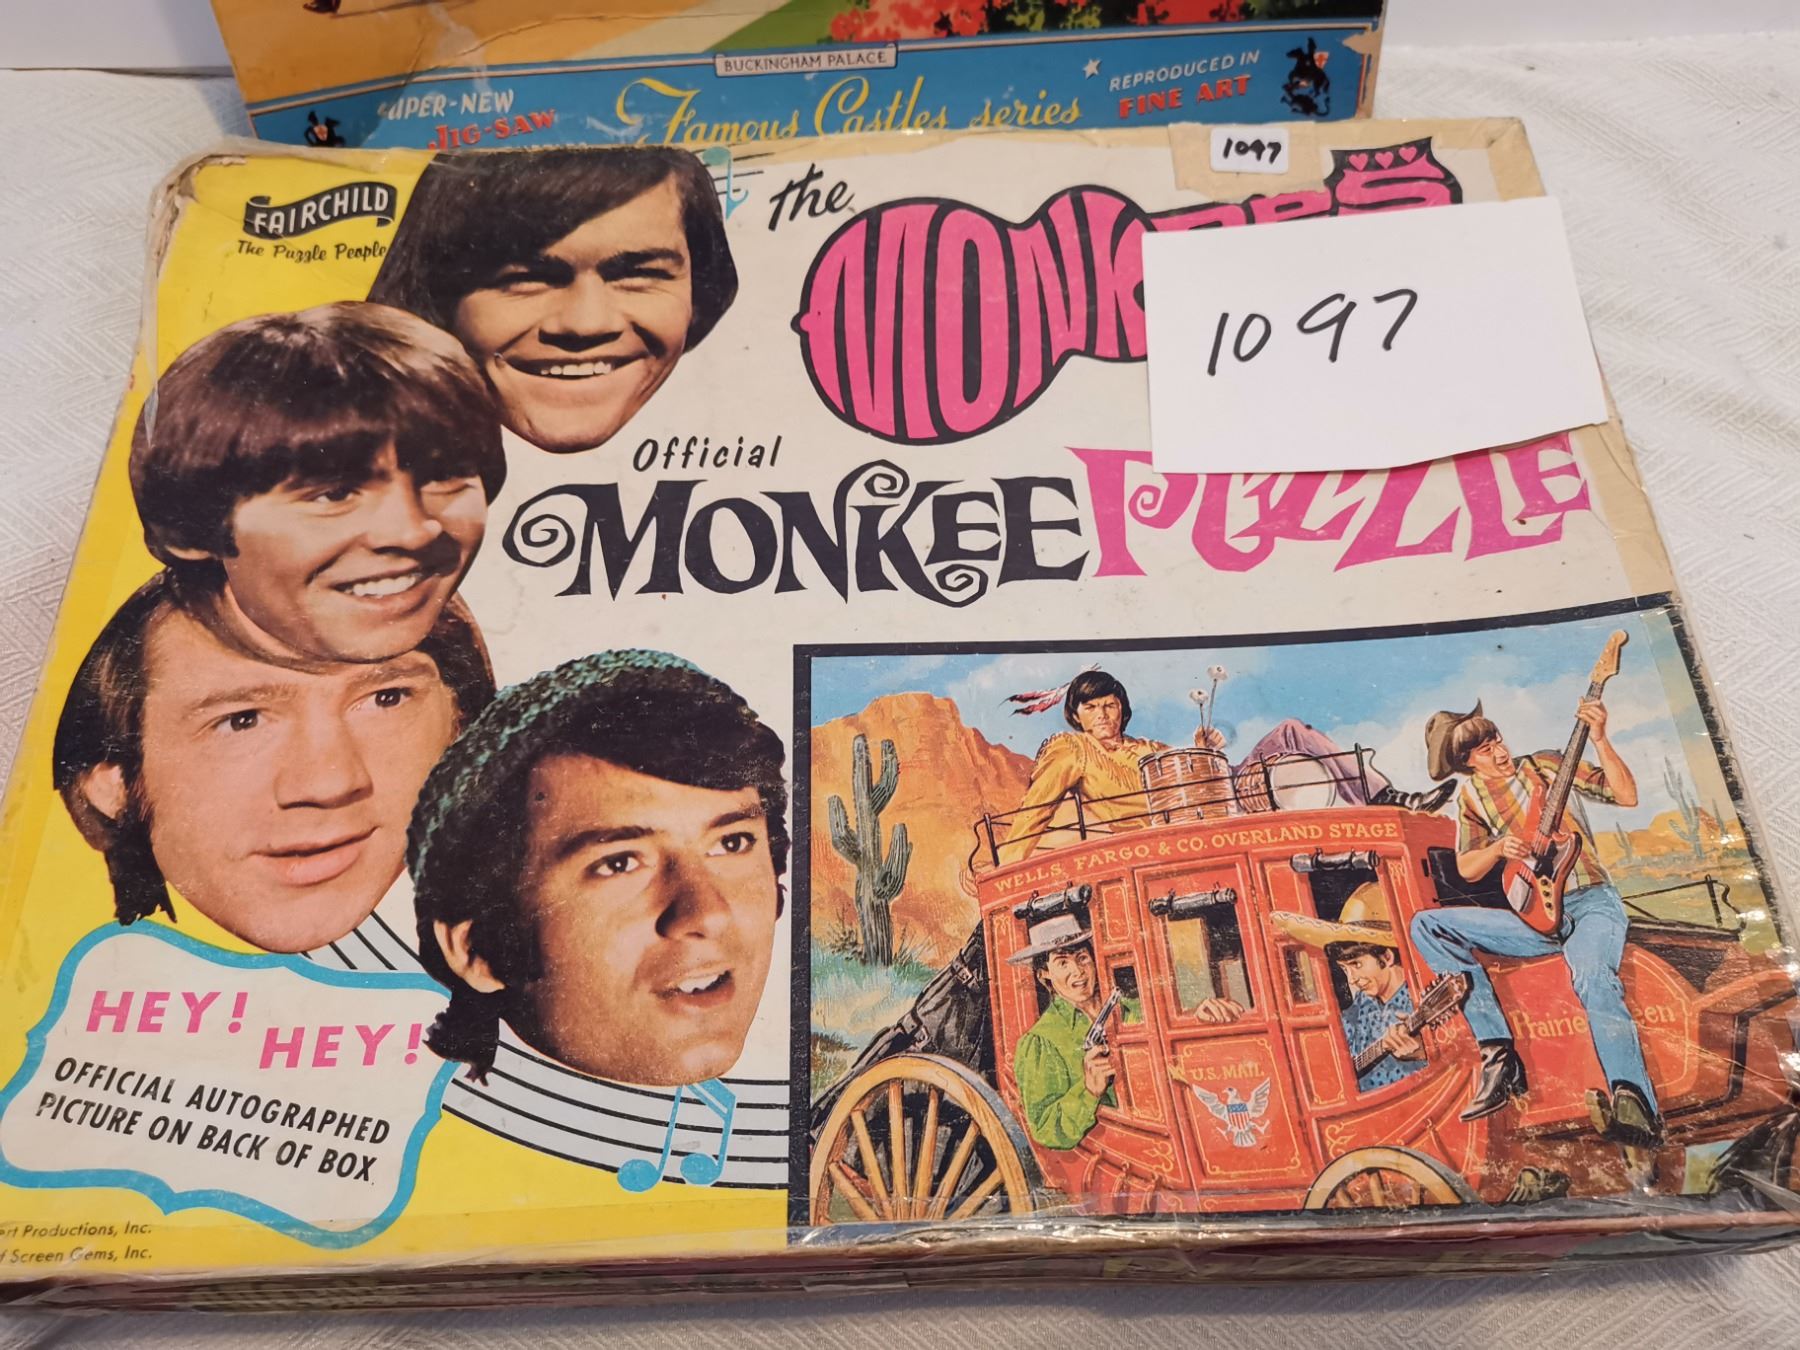 BUCKINGHAM PALACE
JIG-SAW
Famous Castles series
REPRODUCED IN
FINE ART
1097
FAIRCHILD
The Puzzle People
the
1097
Official
MONKEE PUZZLE
WELLS, FARGO & CO. OVERLAND STAGE
U.S. MAIL
Prairie
HEY! HEY!
OFFICIAL AUTOGRAPHED
PICTURE ON BACK OF BOX
Productions, Inc.
Screen Gems, Inc.